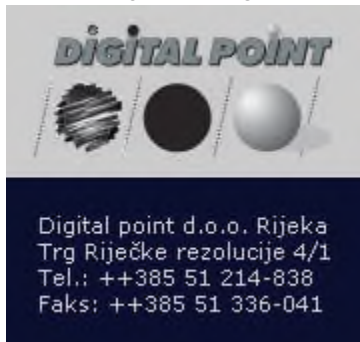 DIGITAL POINT
Digital point d.o.o. Rijeka
Trg Riječke rezolucije 4/1
Tel.: ++385 51 214-838
Faks: ++385 51 336-041